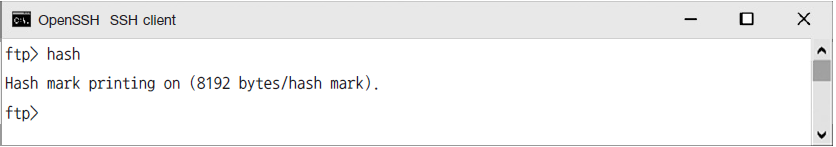 OpenSSH SSH client
ftp> hash
Hash mark printing on (8192 bytes/hash mark).
ftp>